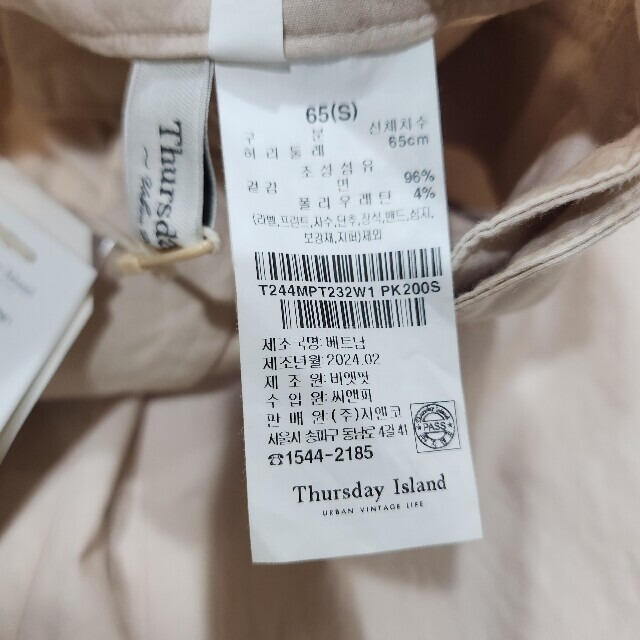 65(S)
구 분 신체치수
허리둘레 65cm
조성섬유
겉감 면 96%
폴리우레탄 4%
(라벨,프린트,자수,단추,장식,밴드,심지,
보강재,지퍼)제외
T244MPT232W1 PK200S
제조국명:베트남
제조년월:2024.02
제 조 원:비엣밋
수 입 원:씨앤피
판 매 원:(주)지엔코
서울시 송파구 동남로 4길 41
☎1544-2185
PASS
Thursday Island
URBAN VINTAGE LIFE
Thursda